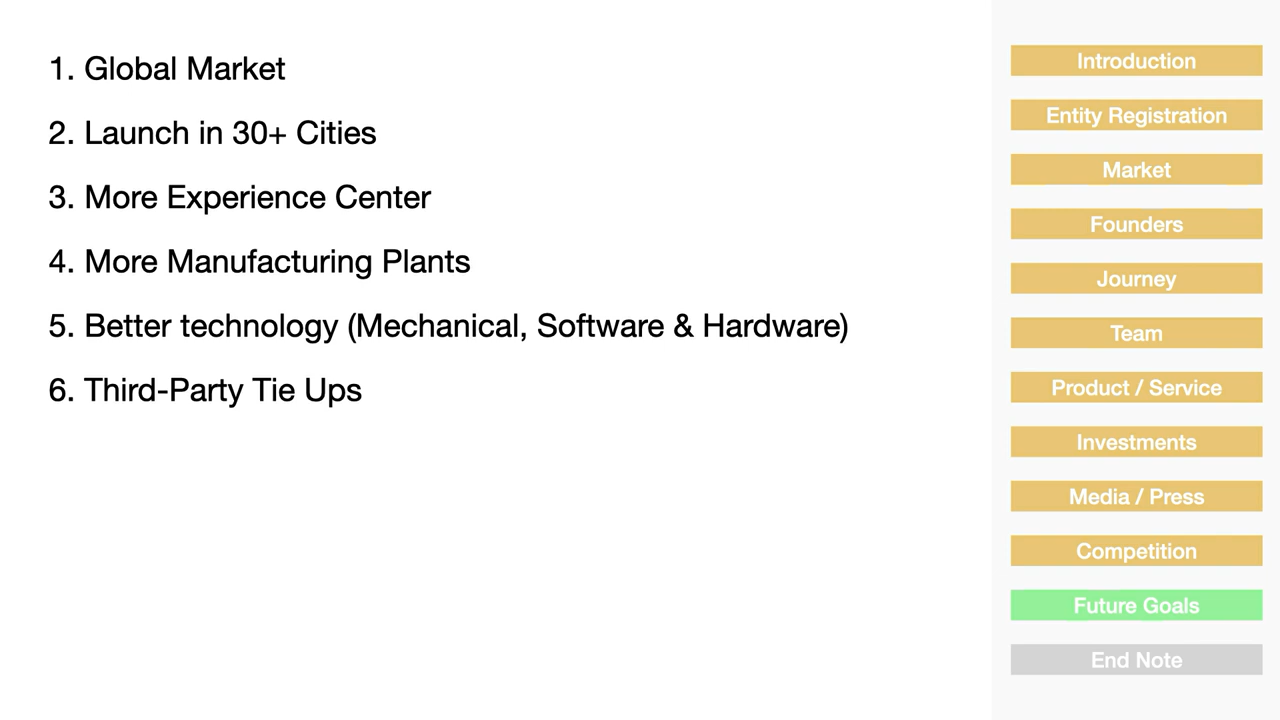 1. Global Market
2. Launch in 30+ Cities
3. More Experience Center
4. More Manufacturing Plants
5. Better technology (Mechanical, Software & Hardware)
6. Third-Party Tie Ups
Introduction
Entity Registration
Market
Founders
Journey
Team
Product / Service
Investments
Media / Press
Competition
Future Goals
End Note